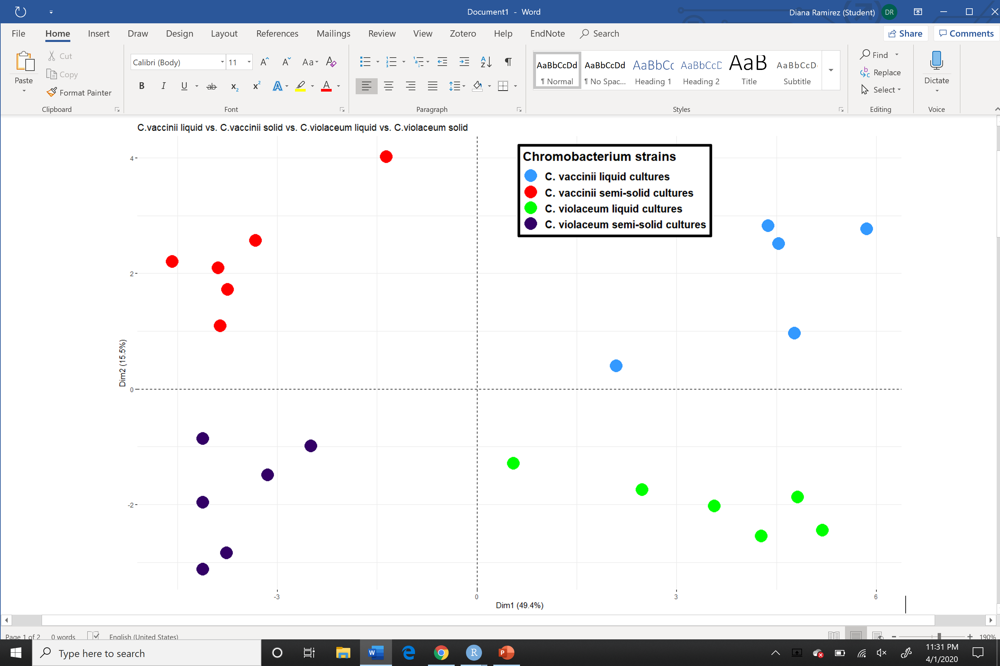 Document1 - Word
Diana Ramirez (Student)
DR
File Home Insert Draw Design Layout References Mailings Review View Zotero Help EndNote Search
Share Comments
Paste
Cut
Copy
Format Painter
Clipboard
Calibri (Body) 11
Font
Paragraph
AaBbCcDd AaBbCcDd AaBbCc AaBbCcD AaB AaBbCcD
¶ Normal ¶ No Spac... Heading 1 Heading 2 Title Subtitle
Styles
Find
Replace
Select
Editing
Dictate
Voice
C.vaccinii liquid vs. C.vaccinii solid vs. C.violaceum liquid vs. C.violaceum solid
Chromobacterium strains
C. vaccinii liquid cultures
C. vaccinii semi-solid cultures
C. violaceum liquid cultures
C. violaceum semi-solid cultures
4
2
0
-2
Dim2 (15.5%)
-3 0 3 6
Dim1 (49.4%)
Page 1 of 2 0 words English (United States) 190%
Type here to search
11:31 PM
4/1/2020